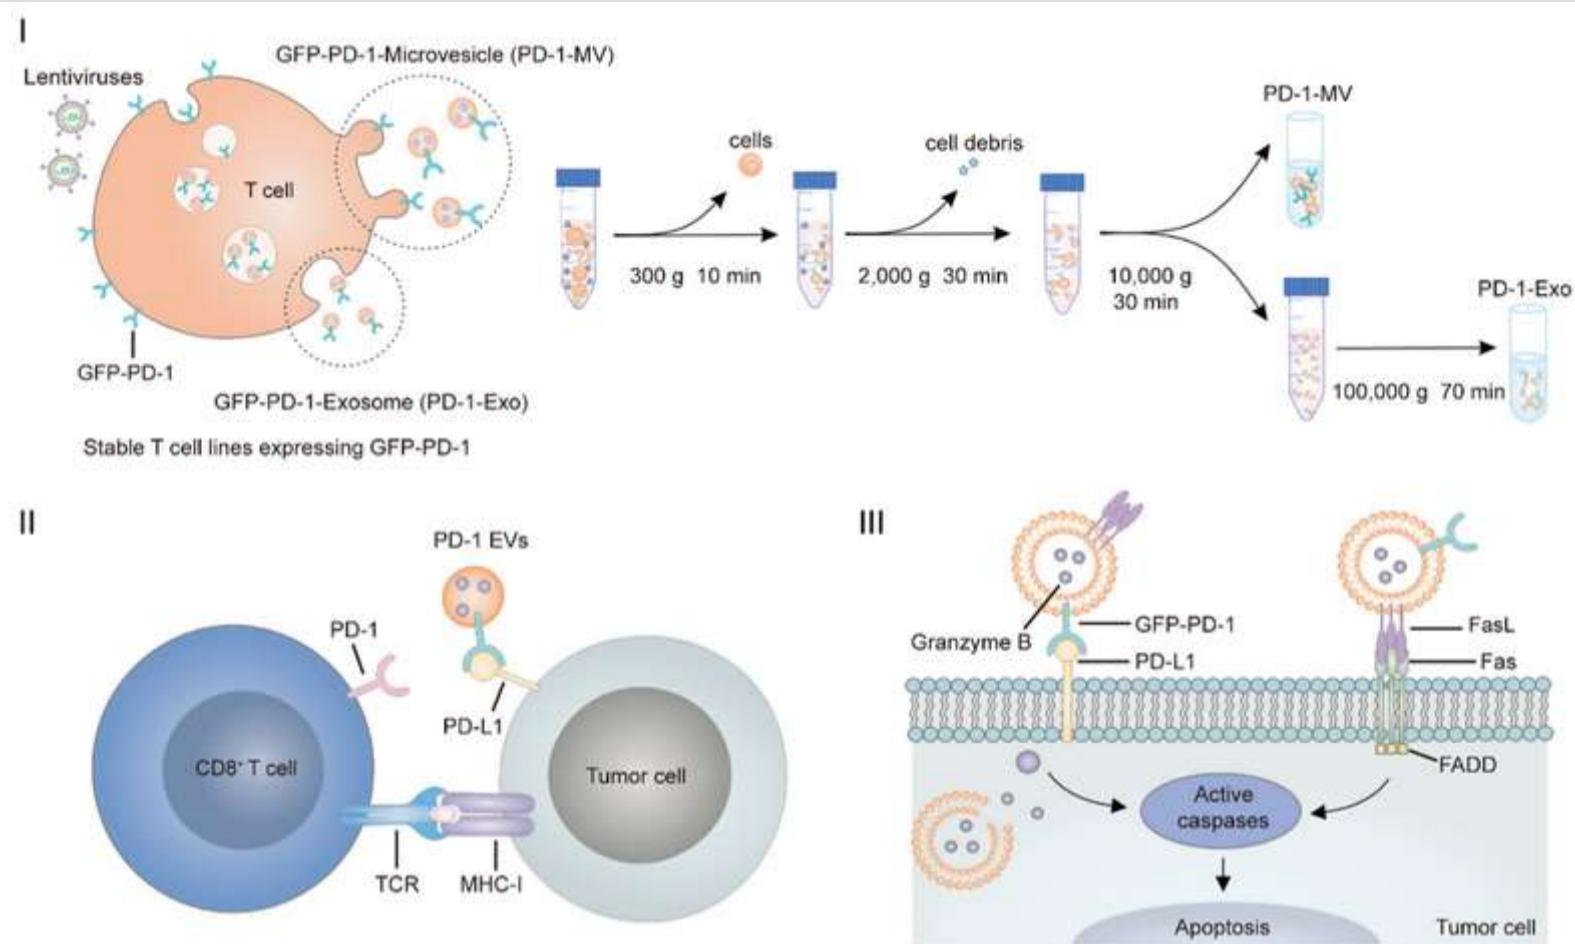 I
Lentiviruses
GFP-PD-1-Microvesicle (PD-1-MV)
T cell
GFP-PD-1
GFP-PD-1-Exosome (PD-1-Exo)
Stable T cell lines expressing GFP-PD-1
cells
300 g 10 min
cell debris
2,000 g 30 min
10,000 g
30 min
PD-1-MV
PD-1-Exo
100,000 g 70 min
II
PD-1 EVs
PD-1
PD-L1
CD8⁺ T cell
Tumor cell
TCR
MHC-I
III
Granzyme B
GFP-PD-1
PD-L1
FasL
Fas
FADD
Active
caspases
Apoptosis
Tumor cell